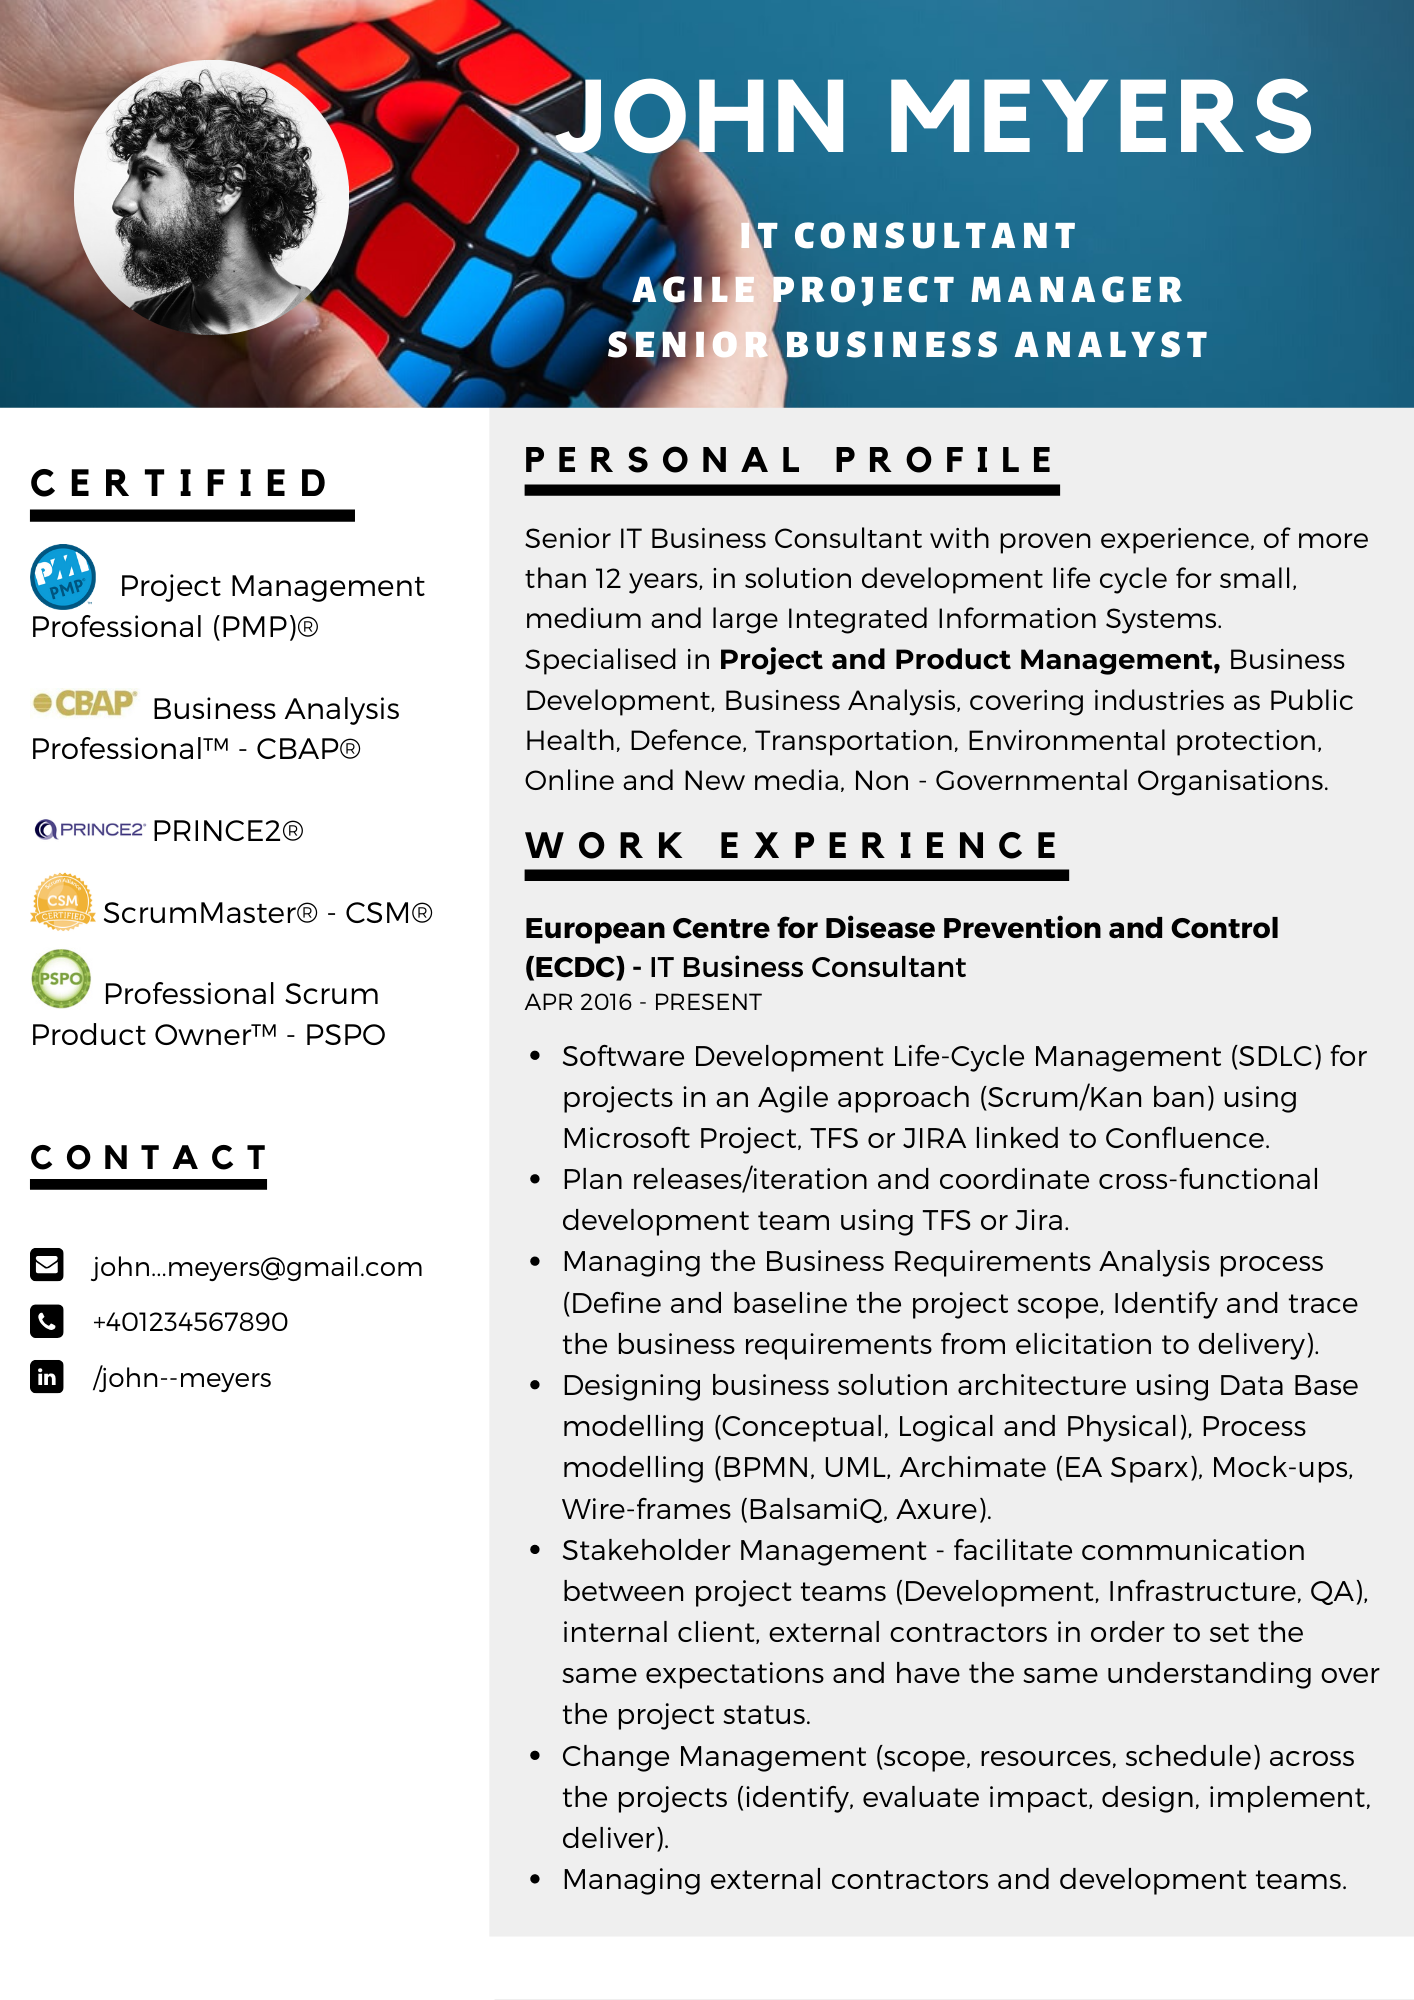 JOHN MEYERS
IT CONSULTANT
AGILE PROJECT MANAGER
SENIOR BUSINESS ANALYST
CERTIFIED
PMI
PMP
™
Project Management
Professional (PMP)®
CBAP® Business Analysis
Professional™ - CBAP®
PRINCE2® PRINCE2®
CSM
CERTIFIED
ScrumMaster® - CSM®
PSPO
Professional Scrum
Product Owner™ - PSPO
CONTACT
john...meyers@gmail.com
+401234567890
in /john--meyers
PERSONAL PROFILE
Senior IT Business Consultant with proven experience, of more
than 12 years, in solution development life cycle for small,
medium and large Integrated Information Systems.
Specialised in Project and Product Management, Business
Development, Business Analysis, covering industries as Public
Health, Defence, Transportation, Environmental protection,
Online and New media, Non - Governmental Organisations.
WORK EXPERIENCE
European Centre for Disease Prevention and Control
(ECDC) - IT Business Consultant
APR 2016 - PRESENT
• Software Development Life-Cycle Management (SDLC) for
projects in an Agile approach (Scrum/Kan ban) using
Microsoft Project, TFS or JIRA linked to Confluence.
• Plan releases/iteration and coordinate cross-functional
development team using TFS or Jira.
• Managing the Business Requirements Analysis process
(Define and baseline the project scope, Identify and trace
the business requirements from elicitation to delivery).
• Designing business solution architecture using Data Base
modelling (Conceptual, Logical and Physical), Process
modelling (BPMN, UML, Archimate (EA Sparx), Mock-ups,
Wire-frames (BalsamiQ, Axure).
• Stakeholder Management - facilitate communication
between project teams (Development, Infrastructure, QA),
internal client, external contractors in order to set the
same expectations and have the same understanding over
the project status.
• Change Management (scope, resources, schedule) across
the projects (identify, evaluate impact, design, implement,
deliver).
• Managing external contractors and development teams.